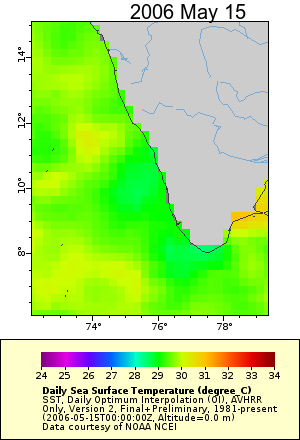 2006 May 15
14°
12°
10°
8°
74°
76°
78°
24 25 26 27 28 29 30 31 32 33 34
Daily Sea Surface Temperature (degree_C)
SST, Daily Optimum Interpolation (OI), AVHRR
Only, Version 2, Final+Preliminary, 1981-present
(2006-05-15T00:00:00Z, Altitude=0.0 m)
Data courtesy of NOAA NCEI